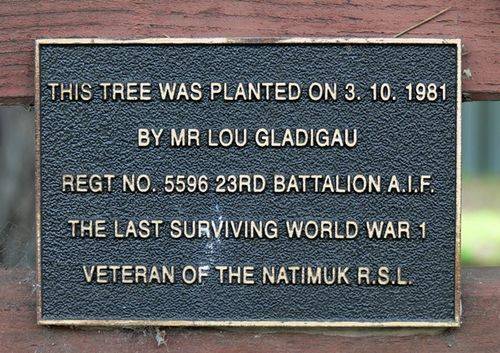 THIS TREE WAS PLANTED ON 3. 10. 1981
BY MR LOU GLADIGAU
REGT NO. 5596 23RD BATTALION A.I.F.
THE LAST SURVIVING WORLD WAR 1
VETERAN OF THE NATIMUK R.S.L.